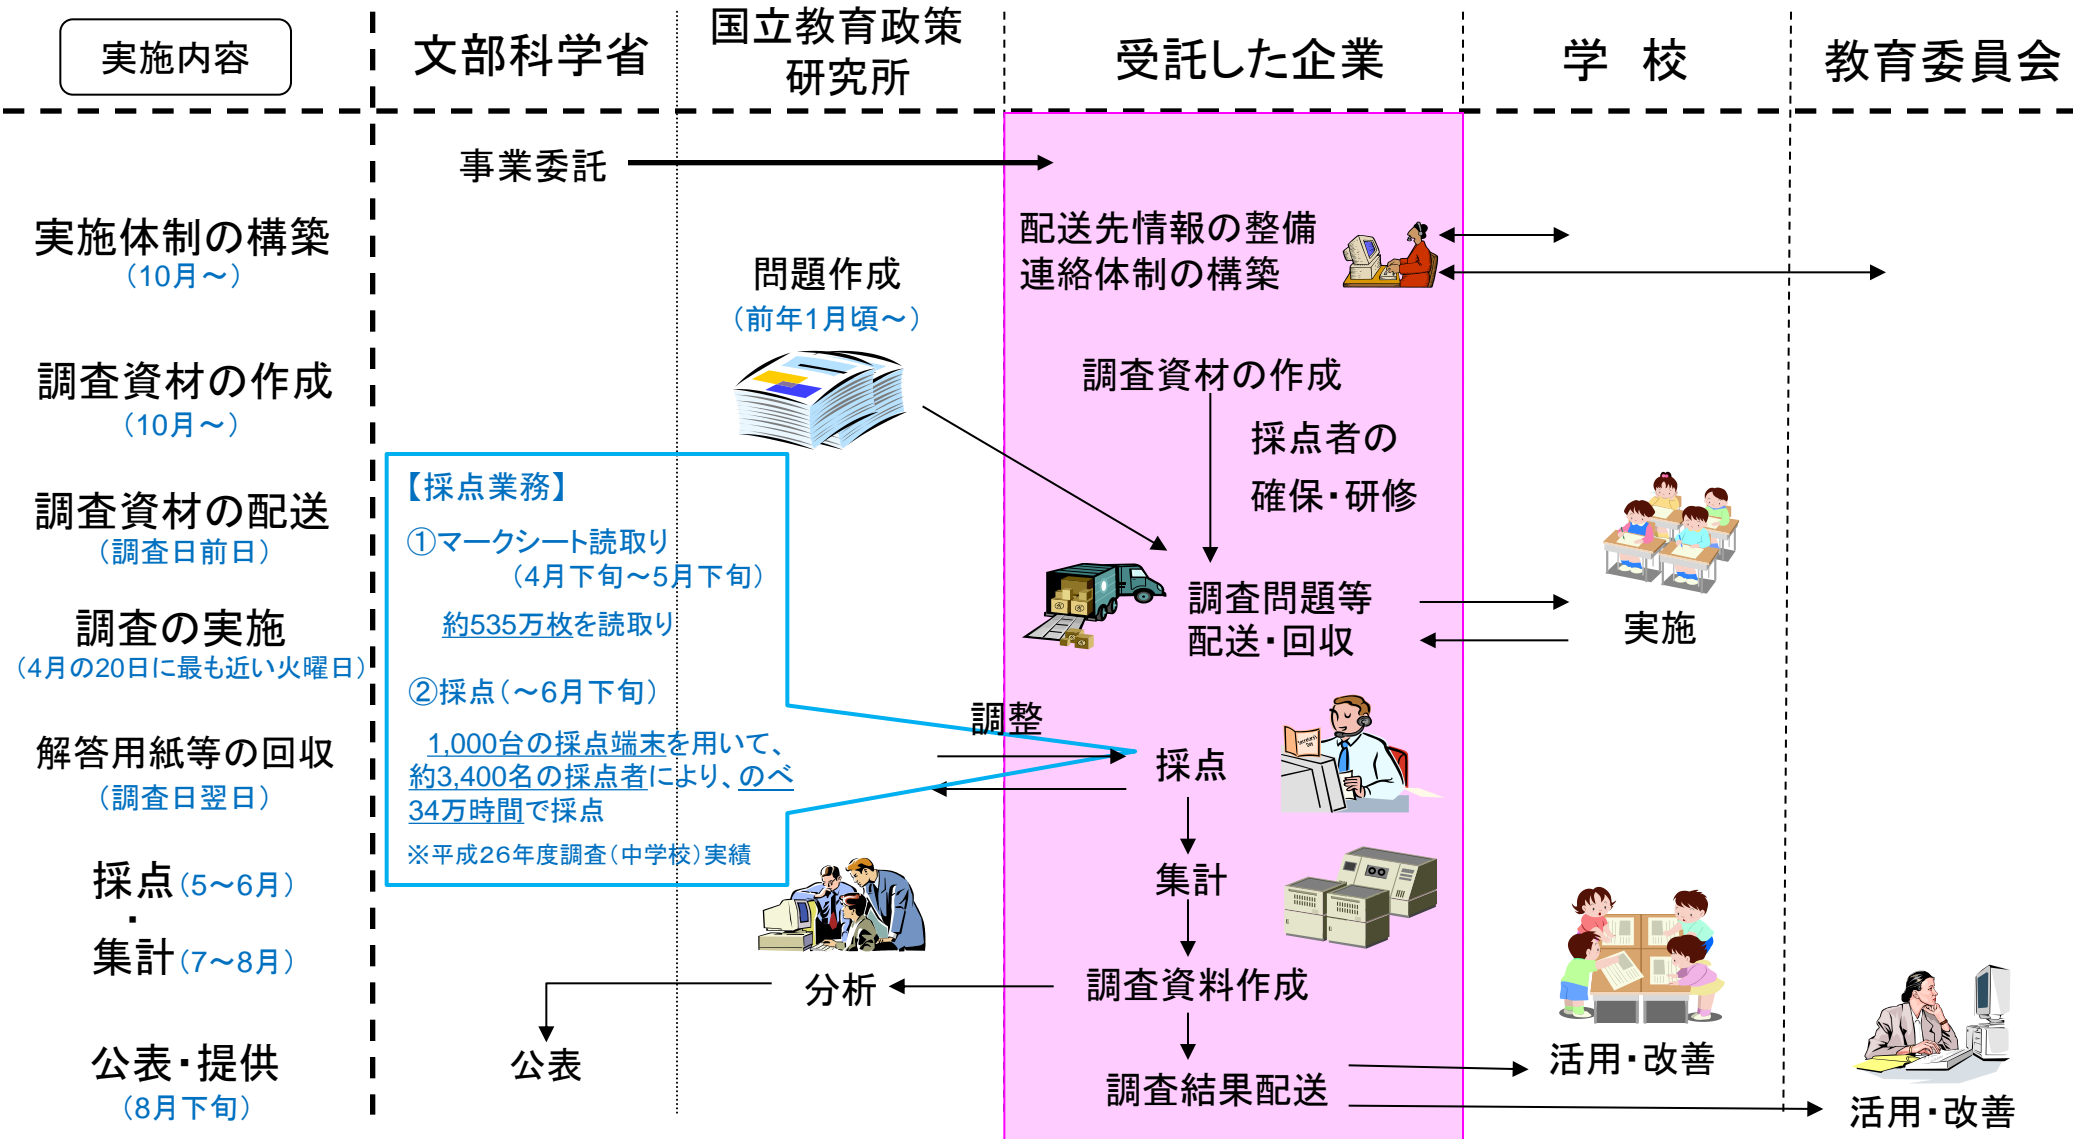 実施内容
文部科学省
国立教育政策
研究所
受託した企業
学 校
教育委員会
事業委託
実施体制の構築
（10月～）
配送先情報の整備
連絡体制の構築
問題作成
（前年1月頃～）
調査資材の作成
（10月～）
調査資材の作成
採点者の
確保・研修
調査資材の配送
（調査日前日）
【採点業務】
①マークシート読取り
（4月下旬～5月下旬）
約535万枚を読取り
②採点（～6月下旬）
1,000台の採点端末を用いて、
約3,400名の採点者により、のべ
34万時間で採点
※平成２６年度調査（中学校）実績
調査の実施
（4月の20日に最も近い火曜日）
調査問題等
配送・回収
実施
解答用紙等の回収
（調査日翌日）
調整
採点
採点（5～6月）
・
集計（7～8月）
集計
調査資料作成
分析
公表・提供
（8月下旬）
公表
調査結果配送
活用・改善
活用・改善